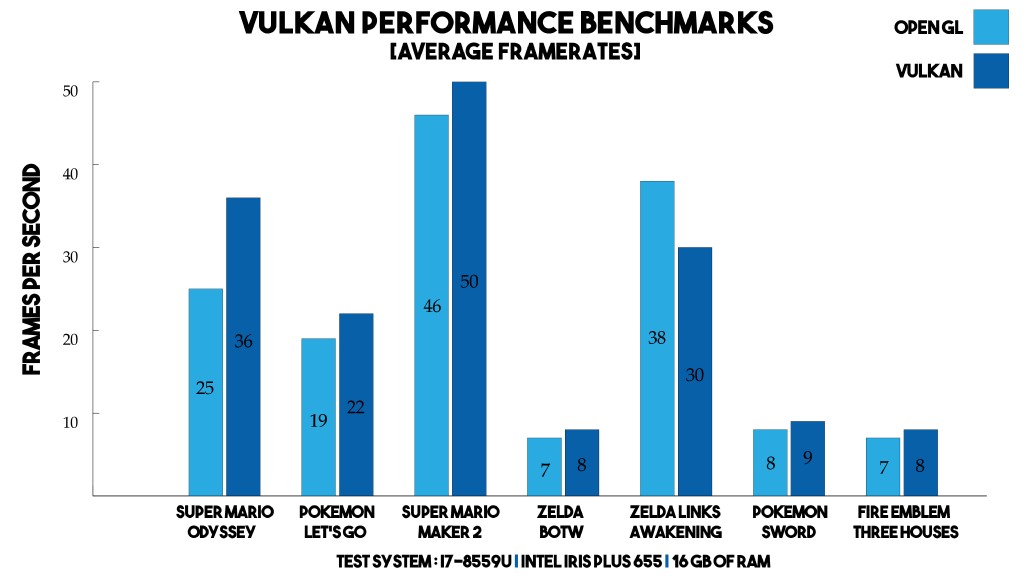 VULKAN PERFORMANCE BENCHMARKS
[AVERAGE FRAMERATES]
OPEN GL
VULKAN
FRAMES PER SECOND
50
40
30
20
10
25
36
19
22
46
50
7
8
38
30
8
9
7
8
SUPER MARIO
ODYSSEY
POKEMON
LET'S GO
SUPER MARIO
MAKER 2
ZELDA
BOTW
ZELDA LINKS
AWAKENING
POKEMON
SWORD
FIRE EMBLEM
THREE HOUSES
TEST SYSTEM : I7-8559U | INTEL IRIS PLUS 655 | 16 GB OF RAM